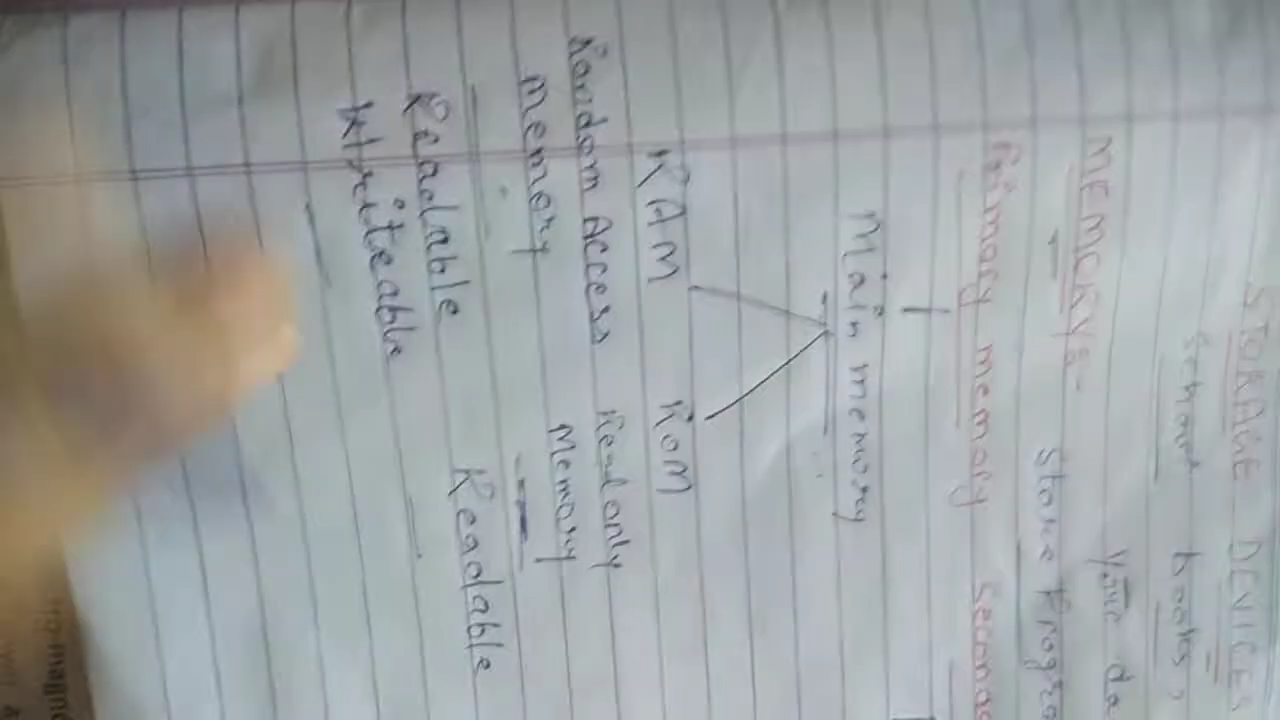 STORAGE DEVICES
school books,
MEMORY:- Your da
Store Progra
Primary memory Seconda
Main memory
RAM ROM
Random Access Read only
Memory Memory
Readable Readable
Writeable